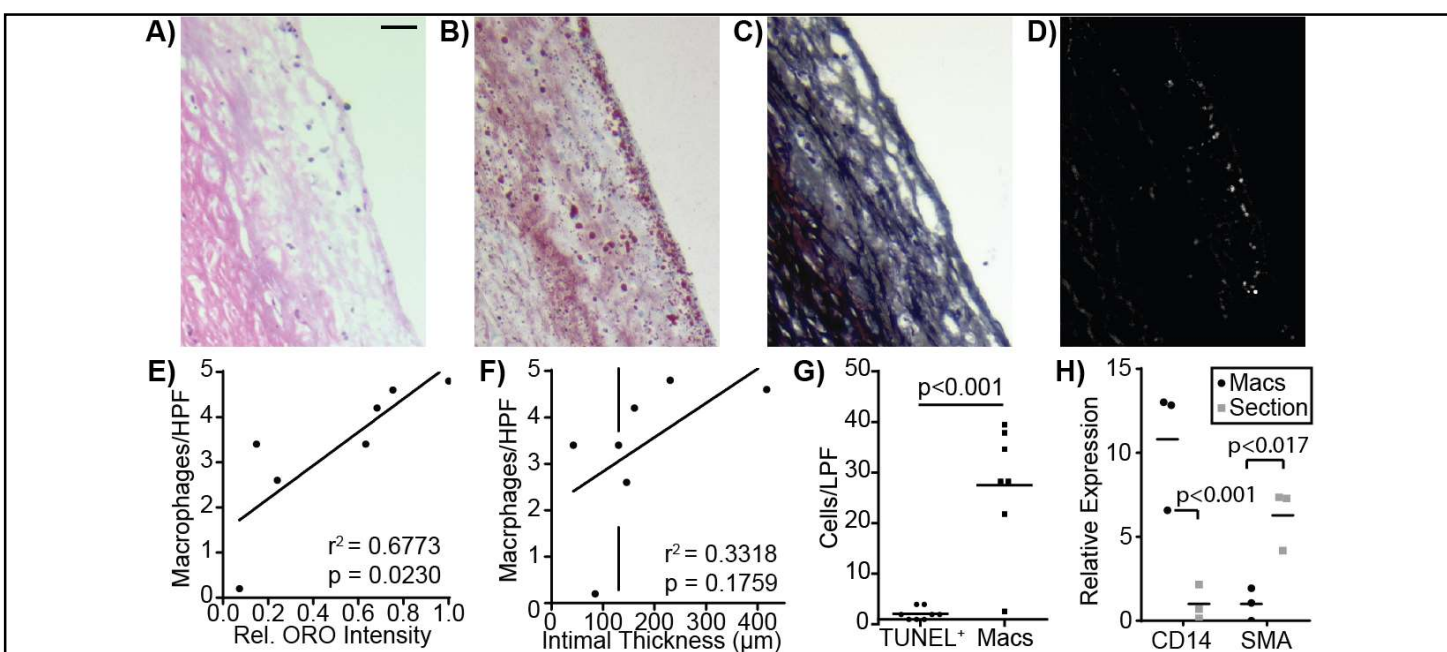 A)
B)
C)
D)
E)
Macrophages/HPF
5
4
3
2
1
0
r² = 0.6773
p = 0.0230
0.0 0.2 0.4 0.6 0.8 1.0
Rel. ORO Intensity
F)
Macrphages/HPF
5
4
3
2
1
0
r² = 0.3318
p = 0.1759
0 100 200 300 400
Intimal Thickness (µm)
G)
Cells/LPF
50
40
30
20
10
0
p<0.001
TUNEL⁺ Macs
H)
Relative Expression
15
10
5
0
Macs
Section
p<0.017
p<0.001
CD14 SMA